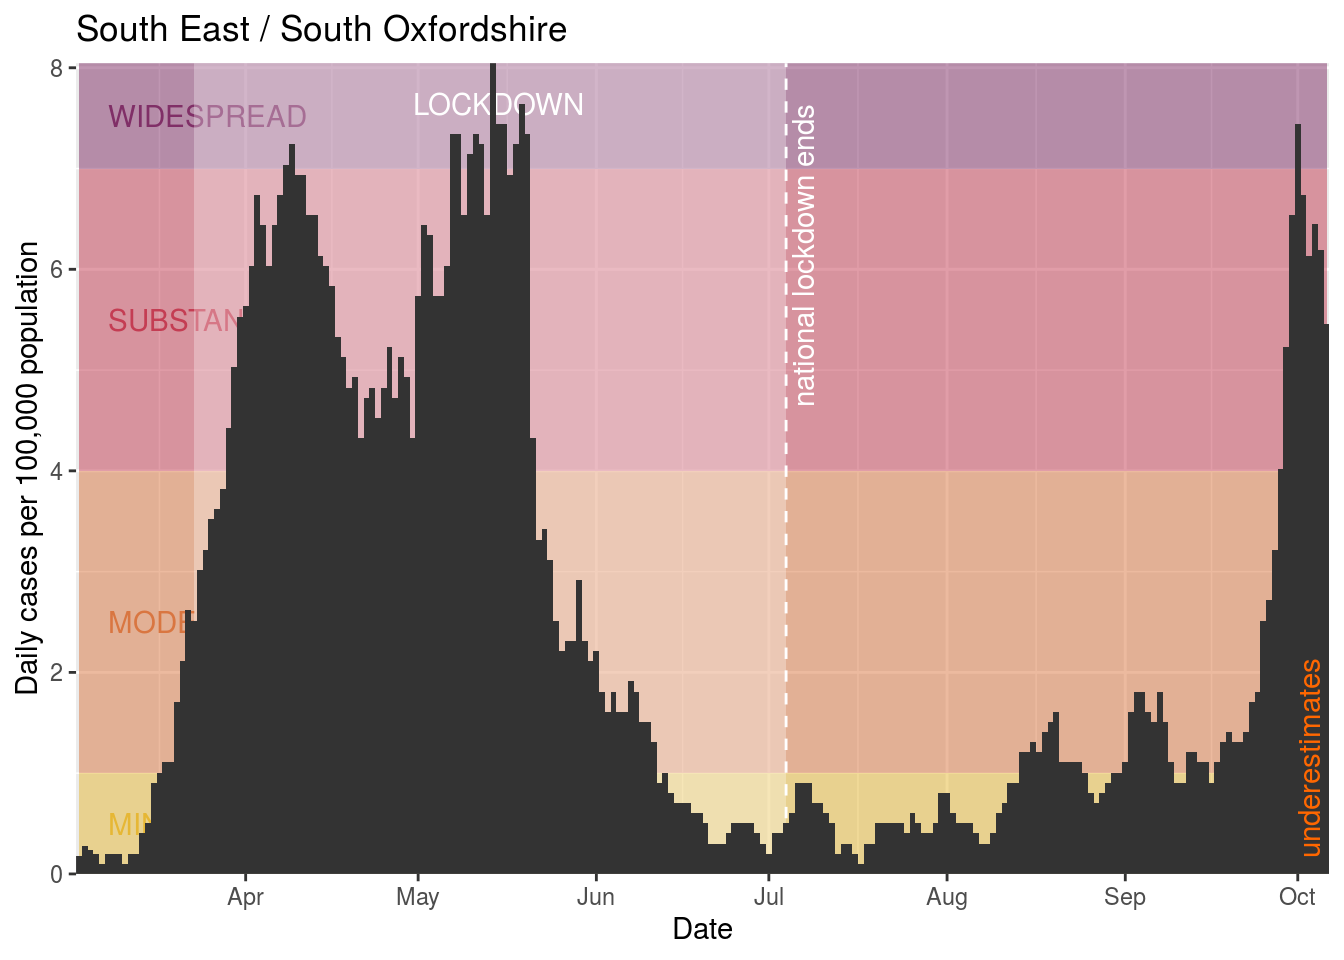 South East / South Oxfordshire
Daily cases per 100,000 population
8
6
4
2
0
WIDESPREAD
SUBSTAN
MODE
MIN
LOCKDOWN
national lockdown ends
underestimates
Apr
May
Jun
Jul
Aug
Sep
Oct
Date